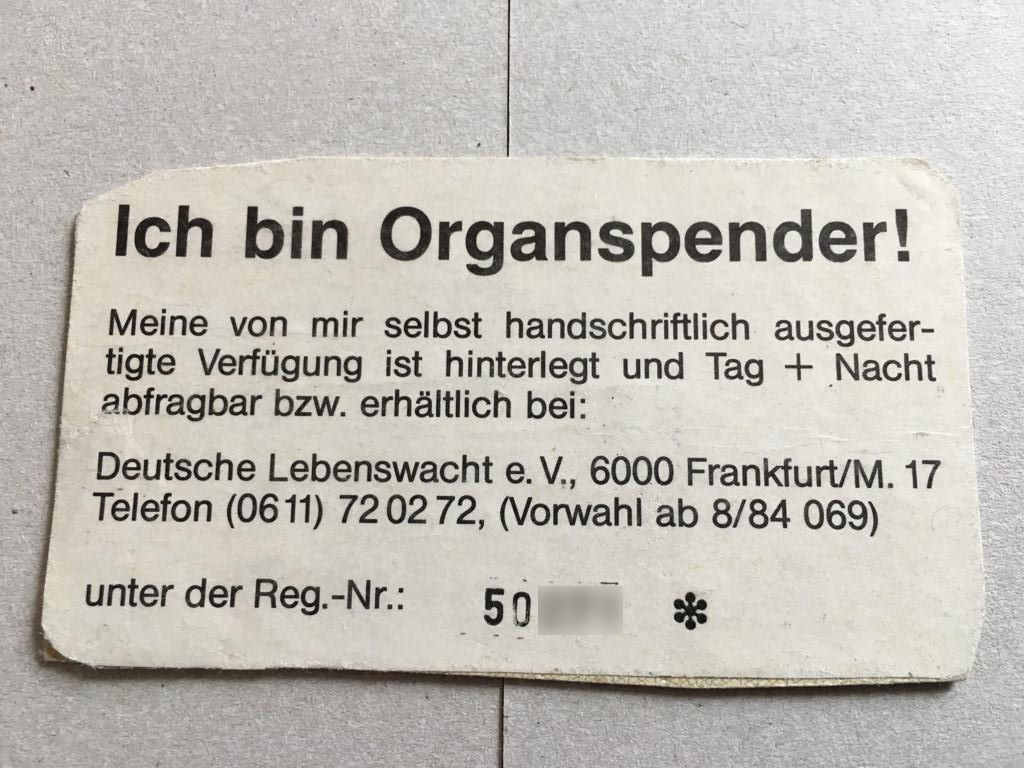 Ich bin Organspender!
Meine von mir selbst handschriftlich ausgefer-
tigte Verfügung ist hinterlegt und Tag + Nacht
abfragbar bzw. erhältlich bei:
Deutsche Lebenswacht e. V., 6000 Frankfurt/M. 17
Telefon (06 11) 72 02 72, (Vorwahl ab 8/84 069)
unter der Reg.-Nr.: 50 *